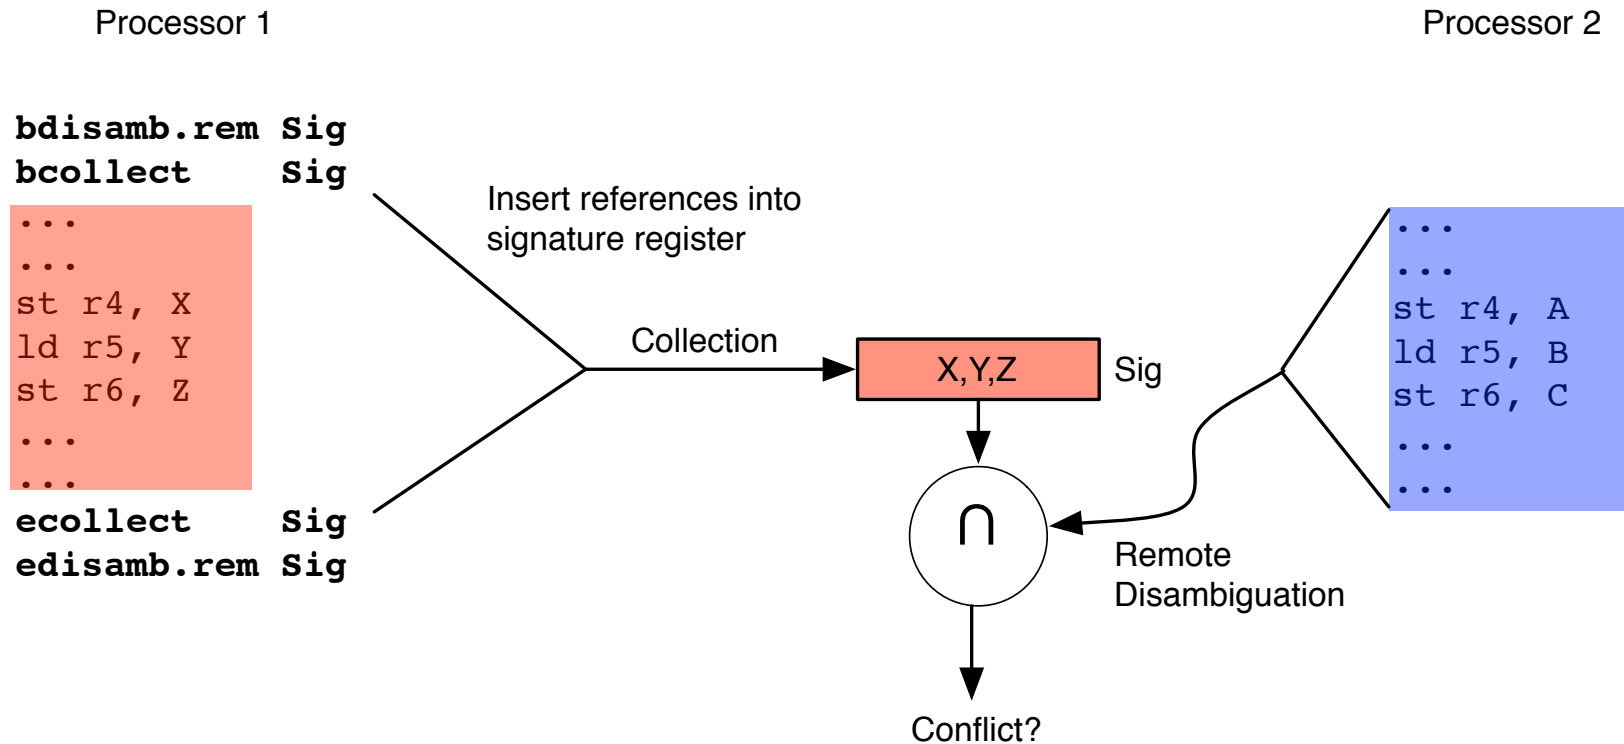 Processor 1
Processor 2
bdisamb.rem Sig
bcollect Sig
...
...
st r4, X
ld r5, Y
st r6, Z
...
...
ecollect Sig
edisamb.rem Sig
Insert references into
signature register
Collection
X,Y,Z
Sig
∩
Conflict?
Remote
Disambiguation
...
...
st r4, A
ld r5, B
st r6, C
...
...